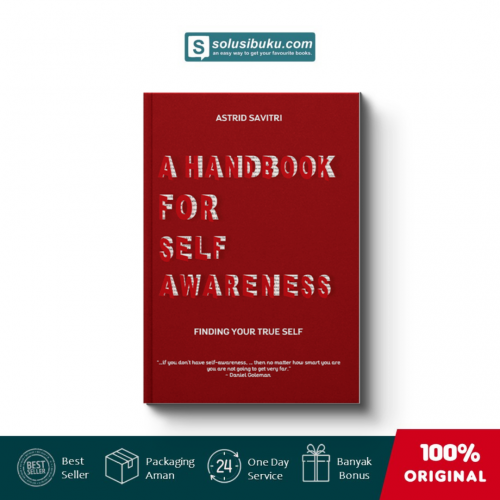 S solusibuku.com
an easy way to get your favourite books.
ASTRID SAVITRI
A HANDBOOK
FOR
SELF
AWARENESS
FINDING YOUR TRUE SELF
"...if you don't have self-awareness, ... then no matter how smart you are
you are not going to get very far."
- Daniel Goleman
BEST
SELLER
Best
Seller
Packaging
Aman
24
One Day
Service
Banyak
Bonus
100%
ORIGINAL